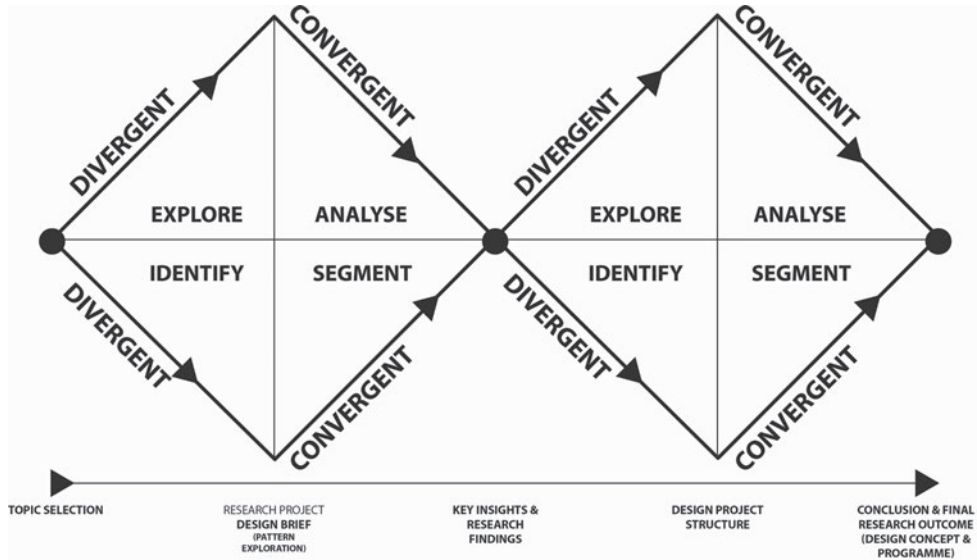 DIVERGENT
CONVERGENT
DIVERGENT
CONVERGENT
EXPLORE
ANALYSE
EXPLORE
ANALYSE
IDENTIFY
SEGMENT
IDENTIFY
SEGMENT
DIVERGENT
CONVERGENT
DIVERGENT
CONVERGENT
TOPIC SELECTION
RESEARCH PROJECT
DESIGN BRIEF
(PATTERN
EXPLORATION)
KEY INSIGHTS &
RESEARCH
FINDINGS
DESIGN PROJECT
STRUCTURE
CONCLUSION & FINAL
RESEARCH OUTCOME
(DESIGN CONCEPT &
PROGRAMME)